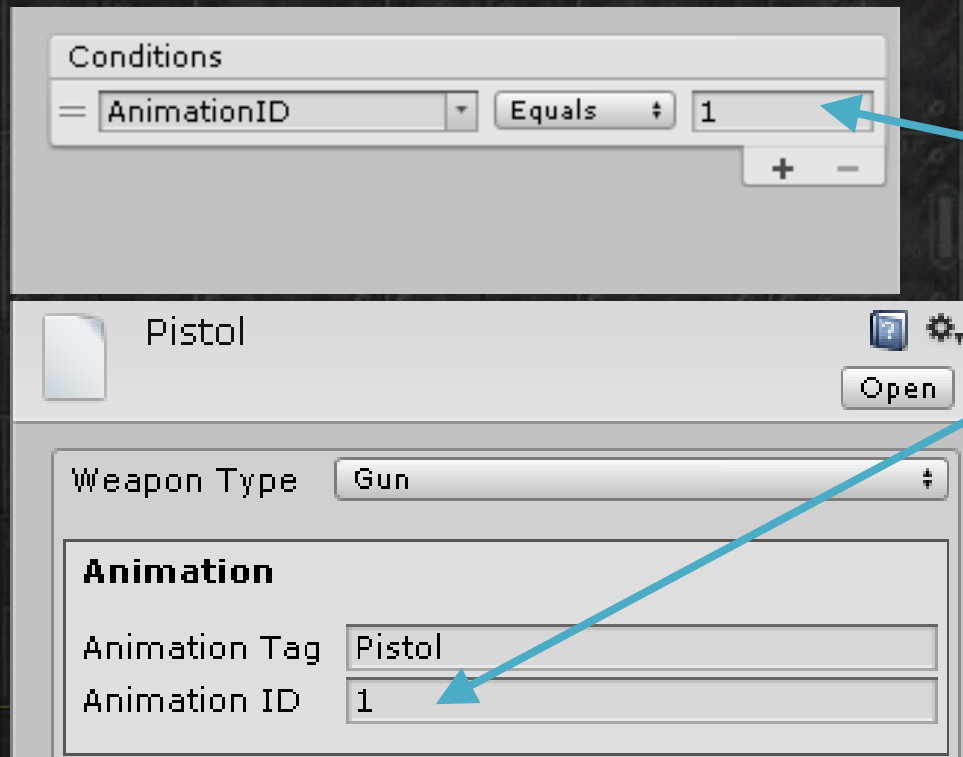 Conditions
AnimationID Equals 1
Pistol
Open
Weapon Type Gun
Animation
Animation Tag Pistol
Animation ID 1